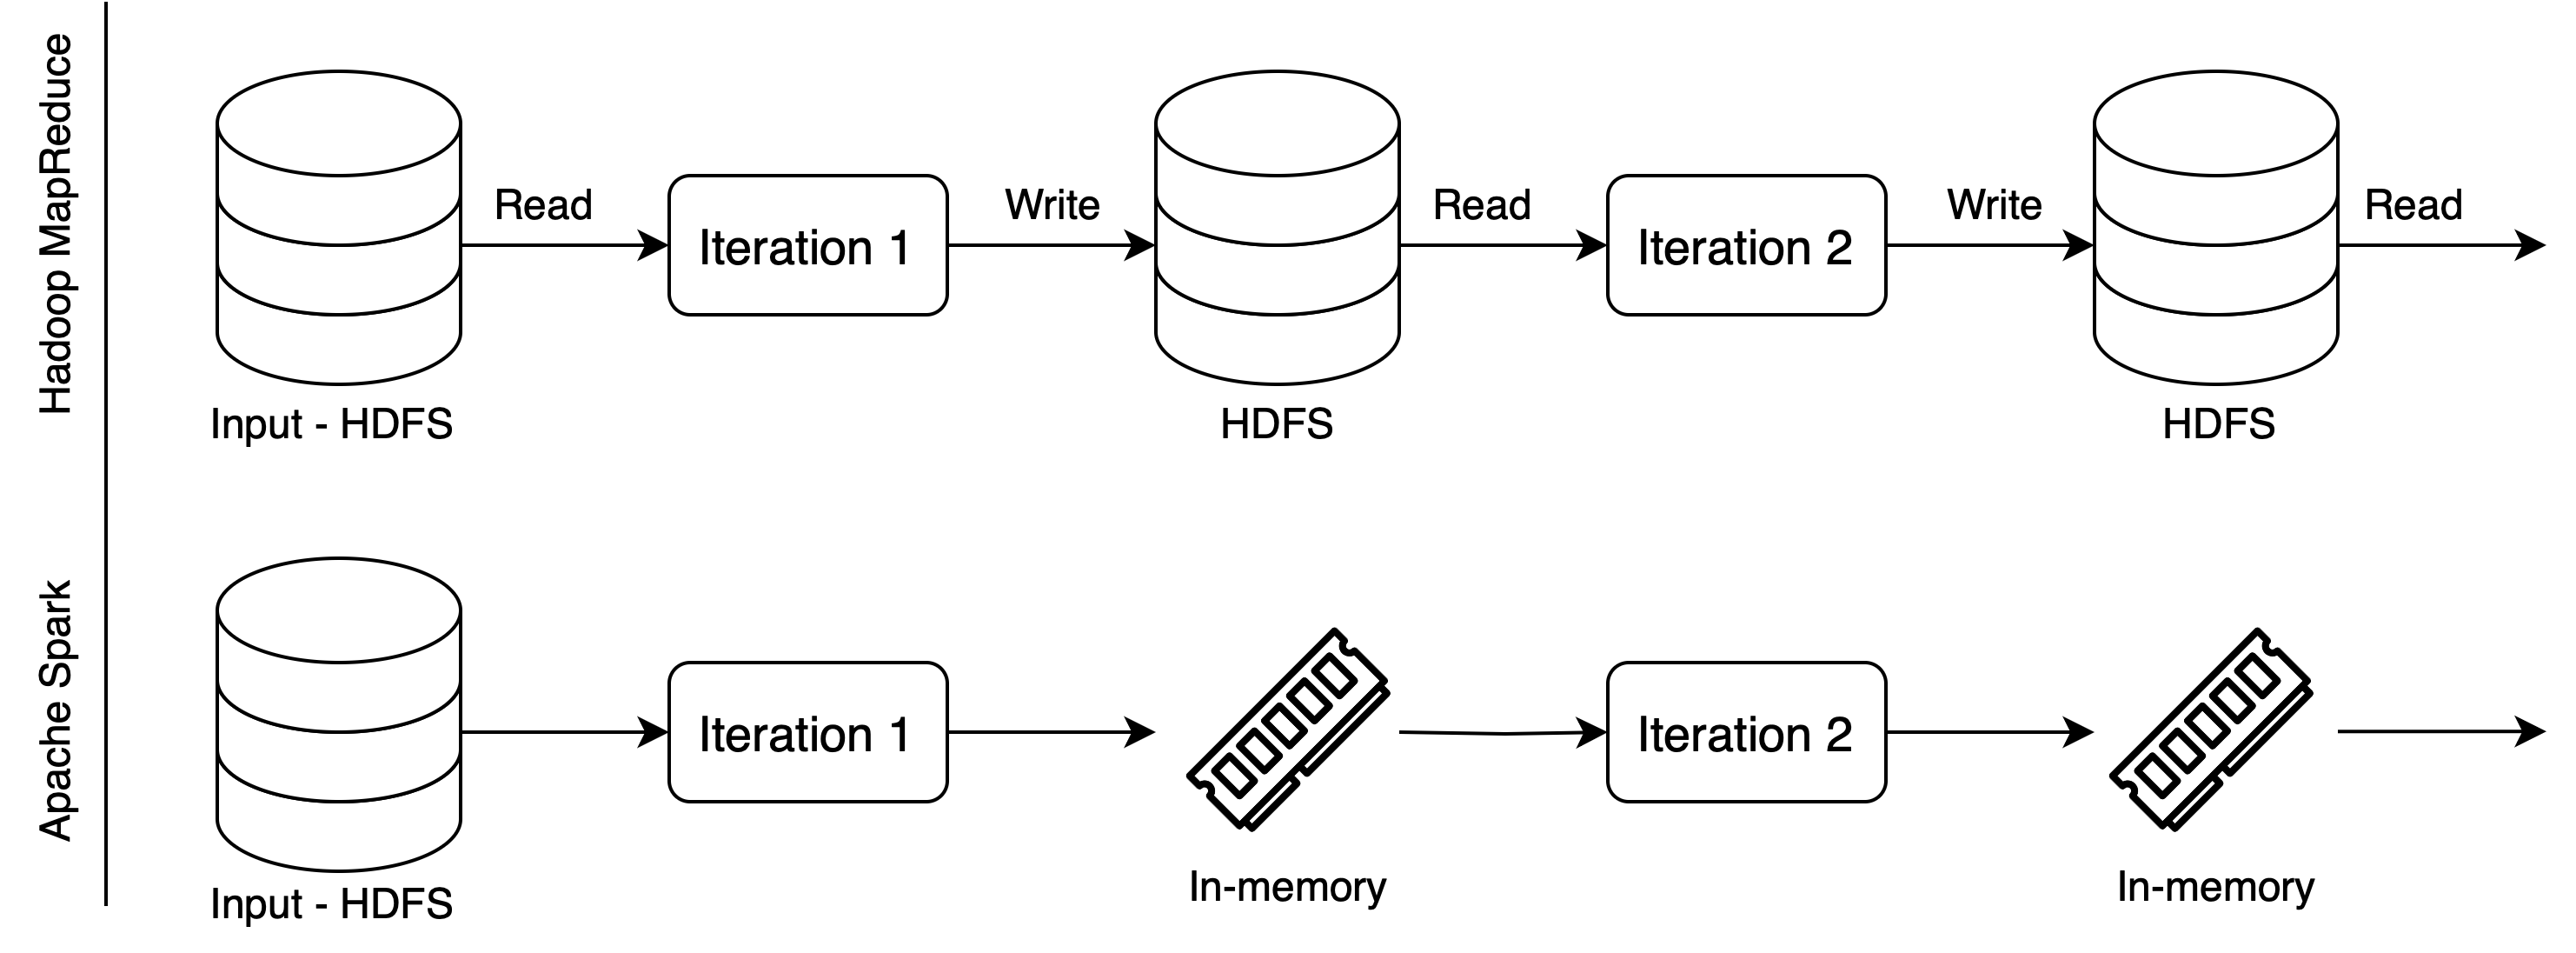 Hadoop MapReduce
Read
Write
Read
Write
Read
Iteration 1
Iteration 2
Input - HDFS
HDFS
HDFS
Apache Spark
Iteration 1
Iteration 2
In-memory
In-memory
Input - HDFS